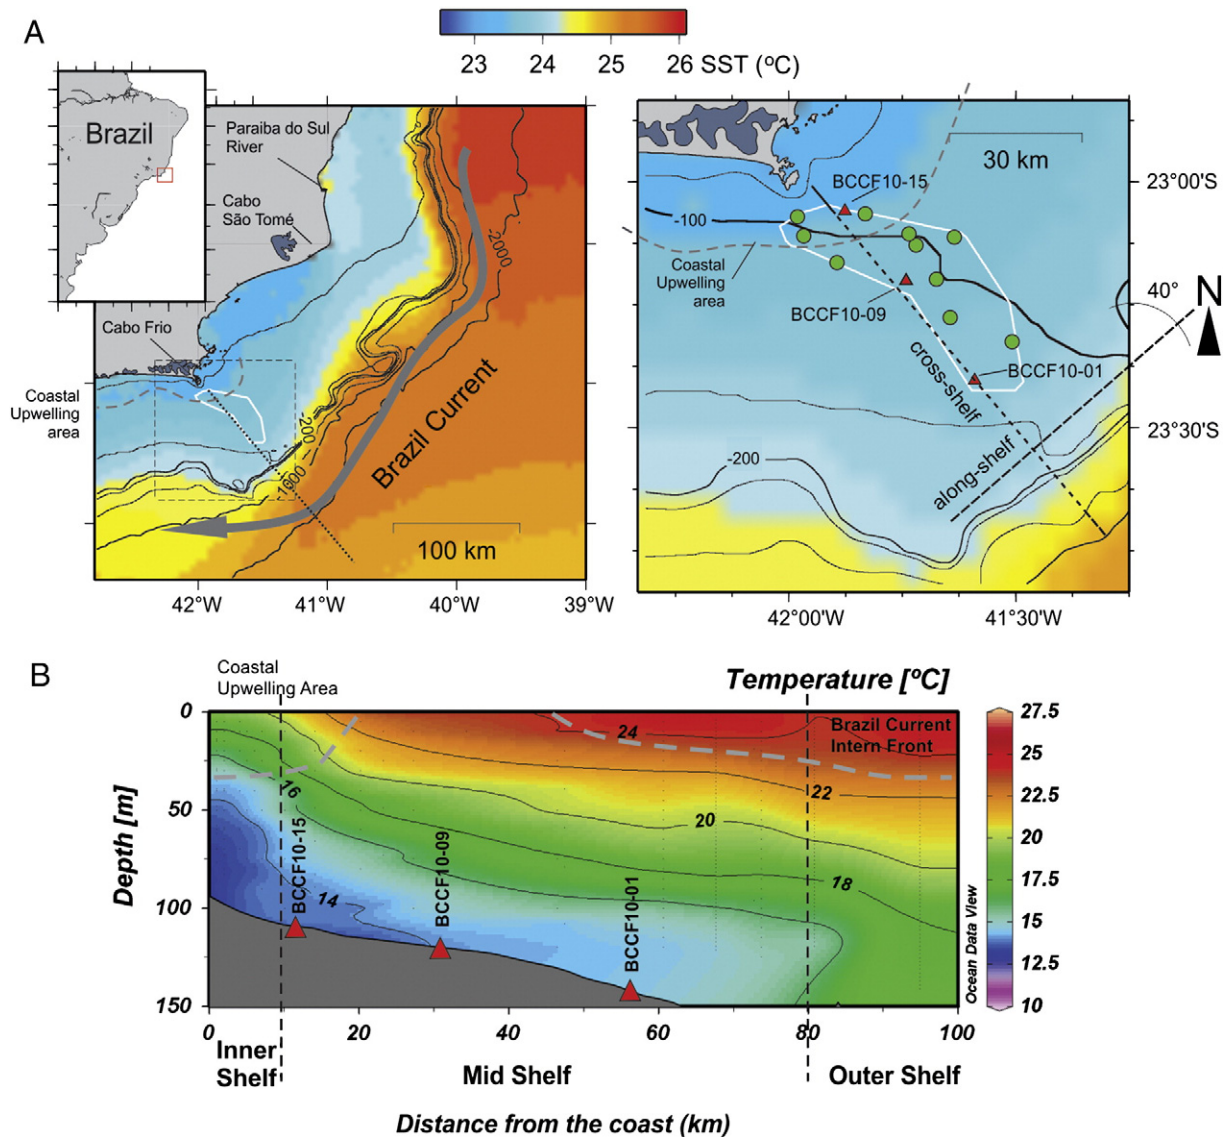 A
23 24 25 26 SST (ºC)
Brazil
Paraiba do Sul
River
Cabo
São Tomé
Cabo Frio
Coastal
Upwelling
area
-2000
-200
-1000
0
Brazil Current
100 km
42°W 41°W 40°W 39°W
30 km
BCCF10-15
23°00'S
-100
Coastal
Upwelling
area
BCCF10-09
40°
N
BCCF10-01
cross-shelf
along-shelf
23°30'S
-200
42°00'W 41°30'W
B
Coastal
Upwelling Area
Temperature [ºC]
Depth [m]
0
50
100
150
24
Brazil Current
Intern Front
22
20
18
16
14
BCCF10-15
BCCF10-09
BCCF10-01
Ocean Data View
27.5
25
22.5
20
17.5
15
12.5
10
0 20 40 60 80 100
Inner
Shelf
Mid Shelf
Outer Shelf
Distance from the coast (km)